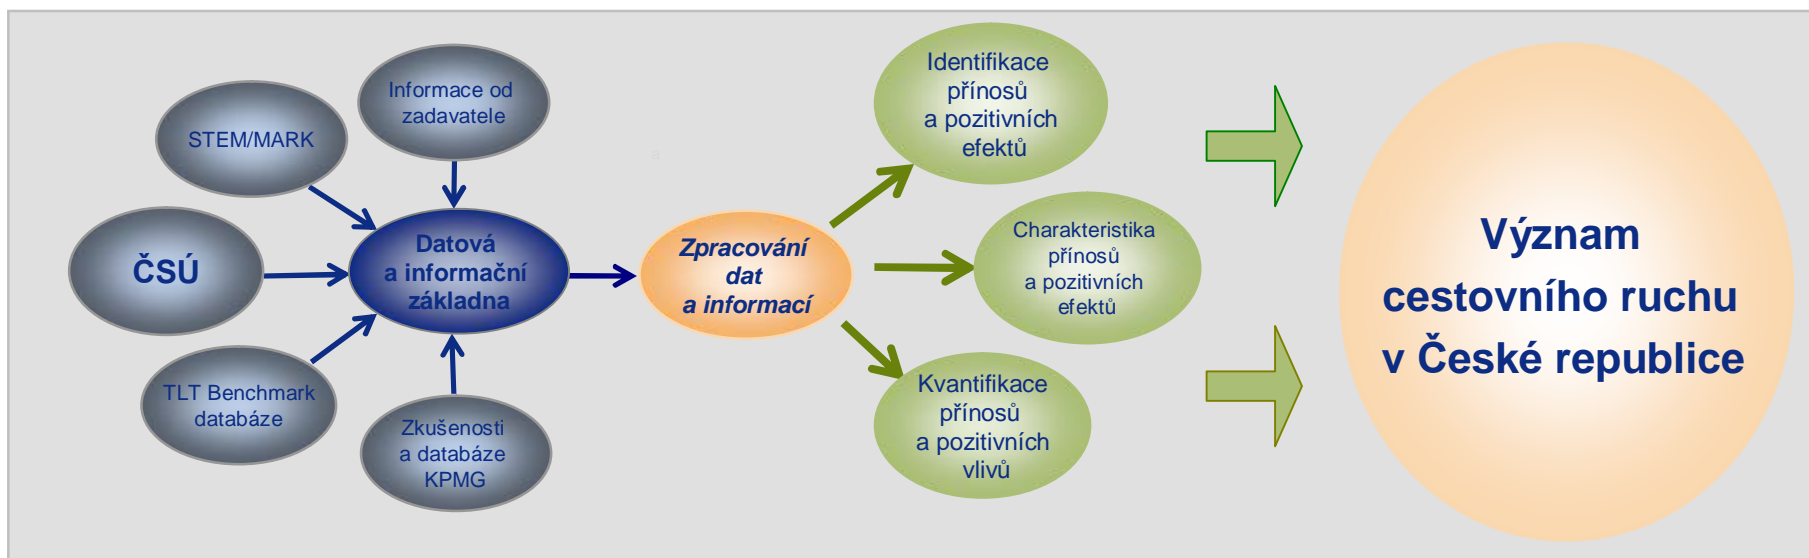 Informace od
zadavatele
STEM/MARK
ČSÚ
TLT Benchmark
databáze
Zkušenosti
a databáze
KPMG
Datová
a informační
základna
Zpracování
dat
a informací
Identifikace
přínosů
a pozitivních
efektů
Charakteristika
přínosů
a pozitivních
efektů
Kvantifikace
přínosů
a pozitivních
vlivů
Význam
cestovního ruchu
v České republice